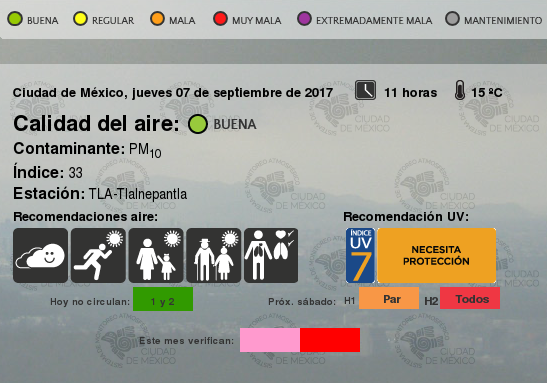 BUENA REGULAR MALA MUY MALA EXTREMADAMENTE MALA MANTENIMIENTO
Ciudad de México, jueves 07 de septiembre de 2017 11 horas 15 ºC
Calidad del aire: BUENA
Contaminante: PM10
Índice: 33
Estación: TLA-Tlalnepantla
Recomendaciones aire: Recomendación UV:
ÍNDICE UV 7 NECESITA PROTECCIÓN
Hoy no circulan: 1 y 2 Próx. sábado: H1 Par H2 Todos
Este mes verifican:
CIUDAD DE MÉXICO